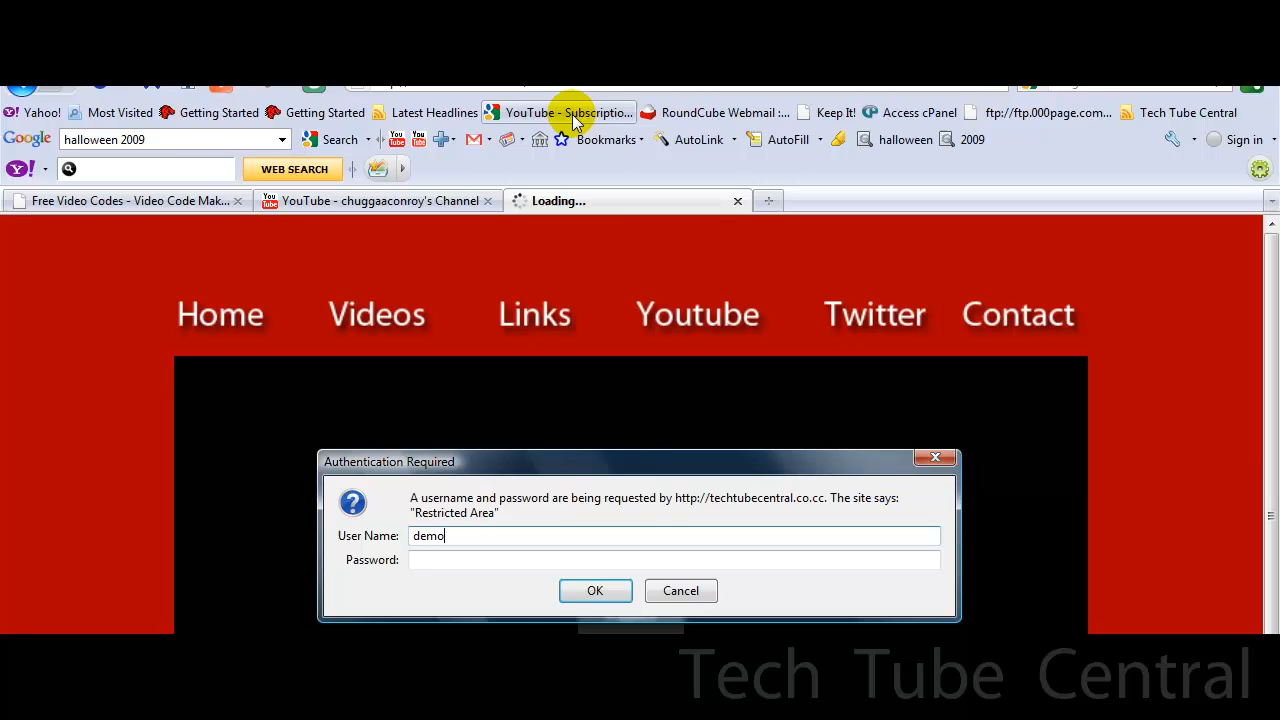 Yahoo! Most Visited Getting Started Getting Started Latest Headlines YouTube - Subscriptio... RoundCube Webmail :... Keep It! Access cPanel ftp://ftp.000page.com... Tech Tube Central
Google halloween 2009 Search Bookmarks AutoLink AutoFill halloween 2009 Sign in
Y! WEB SEARCH
Free Video Codes - Video Code Mak... YouTube - chuggaaconroy's Channel Loading...
Home Videos Links Youtube Twitter Contact
Authentication Required
A username and password are being requested by http://techtubecentral.co.cc. The site says:
"Restricted Area"
User Name: demo
Password:
OK Cancel
Tech Tube Central